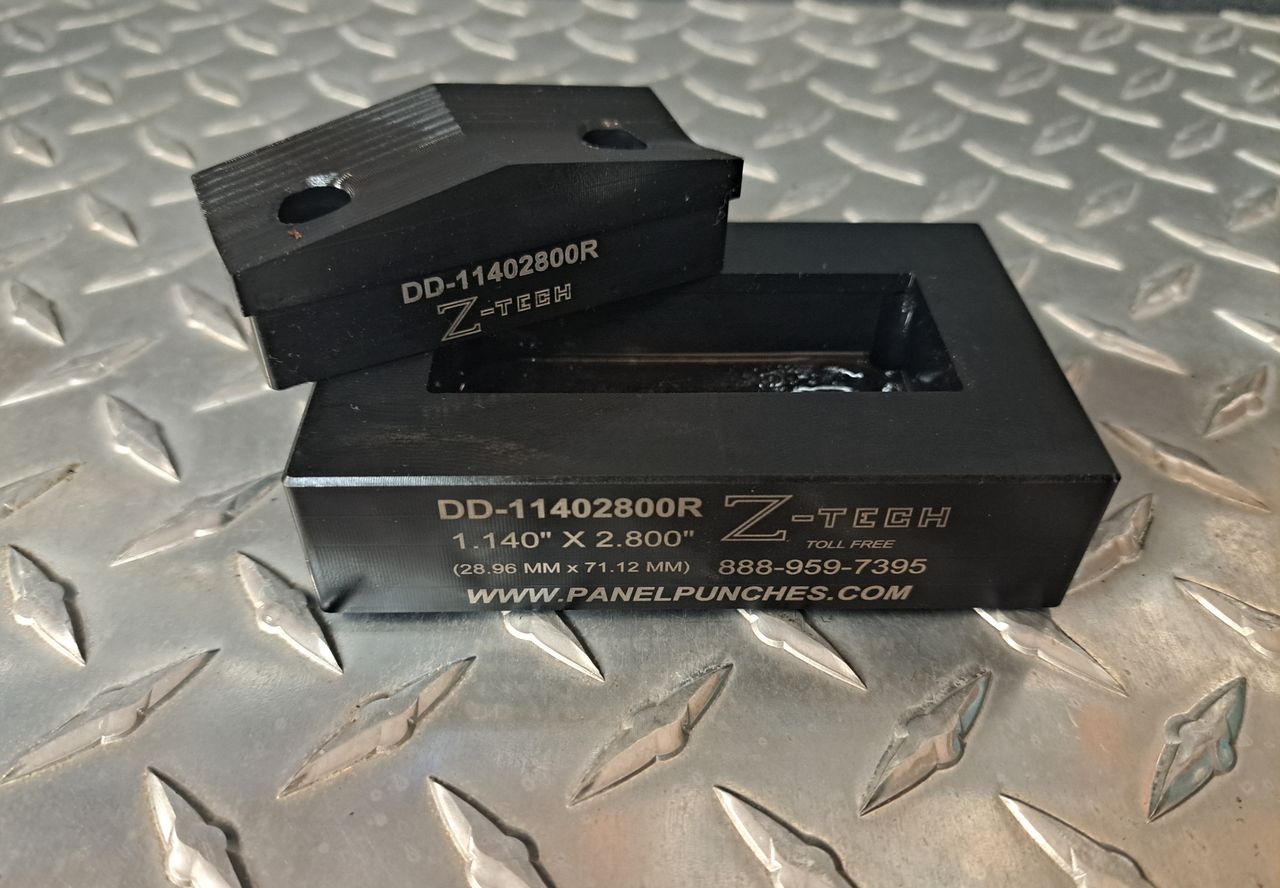 DD-11402800R
Z-TECH
DD-11402800R
1.140" X 2.800"
(28.96 MM x 71.12 MM)
Z-TECH
TOLL FREE
888-959-7395
WWW.PANELPUNCHES.COM